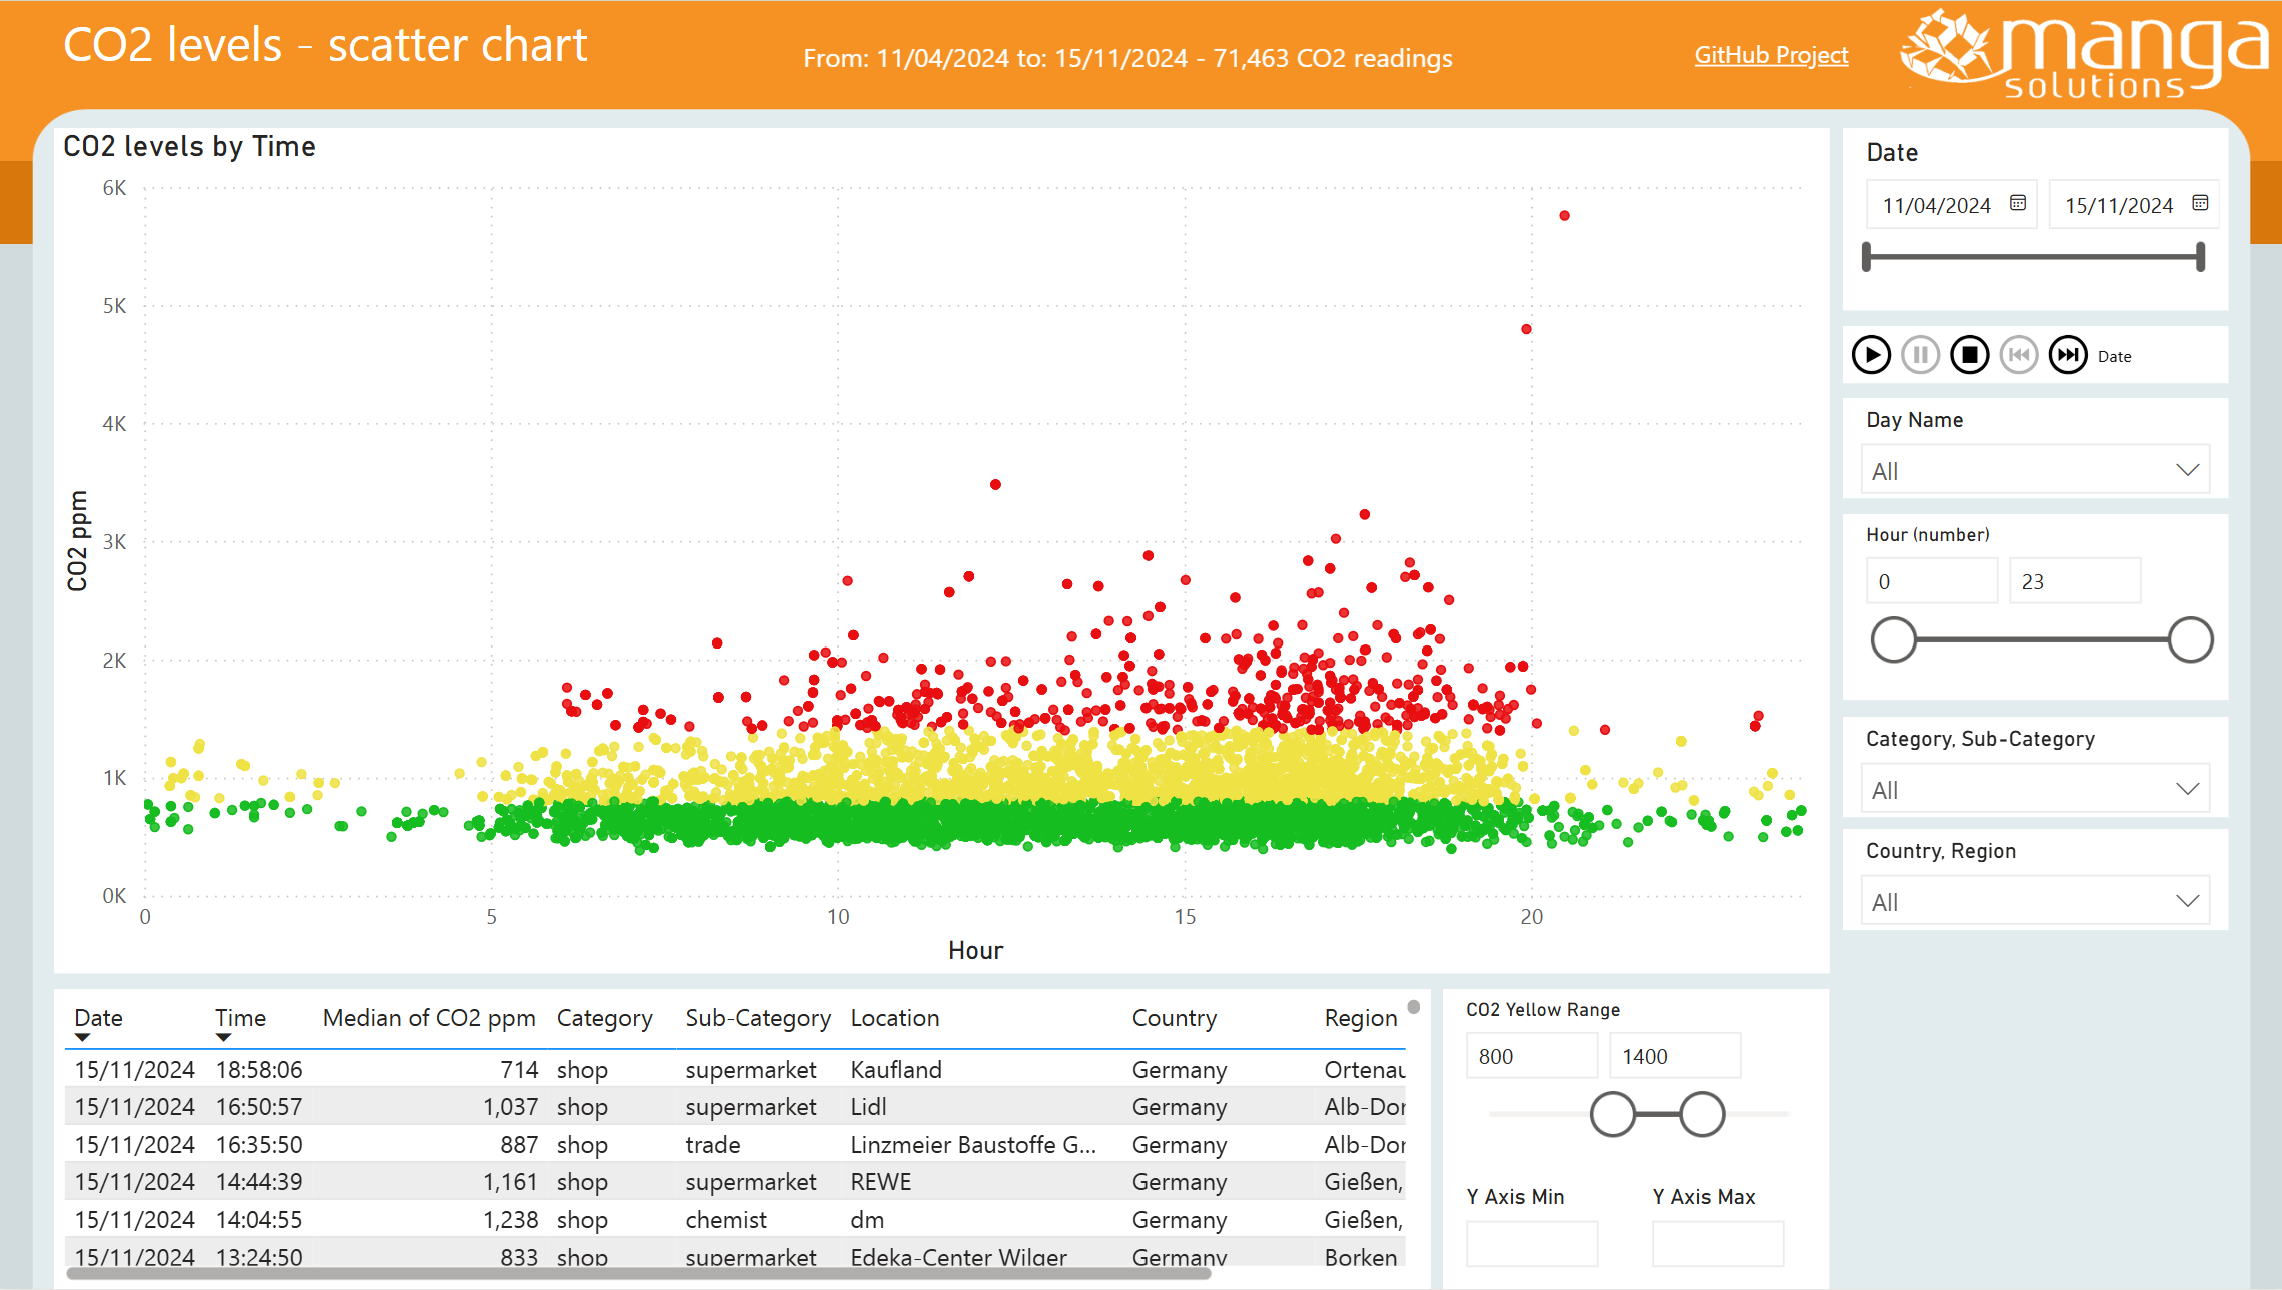 CO2 levels - scatter chart
From: 11/04/2024 to: 15/11/2024 - 71,463 CO2 readings
GitHub Project
manga
solutions
CO2 levels by Time
6K
5K
4K
3K
2K
1K
0K
CO2 ppm
0 5 10 15 20
Hour
Date
11/04/2024 15/11/2024
Date
Day Name
All
Hour (number)
0 23
Category, Sub-Category
All
Country, Region
All
Date Time Median of CO2 ppm Category Sub-Category Location Country Region
15/11/2024 18:58:06 714 shop supermarket Kaufland Germany Ortenau
15/11/2024 16:50:57 1,037 shop supermarket Lidl Germany Alb-Dor
15/11/2024 16:35:50 887 shop trade Linzmeier Baustoffe G... Germany Alb-Dor
15/11/2024 14:44:39 1,161 shop supermarket REWE Germany Gießen,
15/11/2024 14:04:55 1,238 shop chemist dm Germany Gießen,
15/11/2024 13:24:50 833 shop supermarket Edeka-Center Wilger Germany Borken
CO2 Yellow Range
800 1400
Y Axis Min Y Axis Max